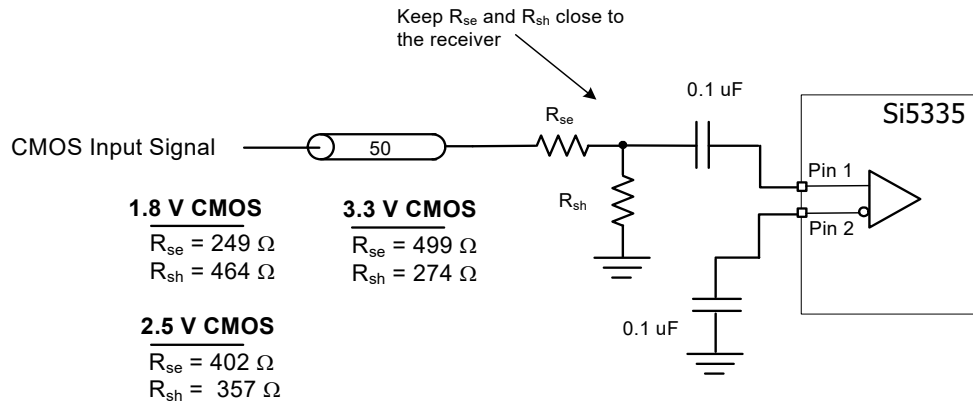 Keep Rse and Rsh close to
the receiver
0.1 uF
Si5335
Rse
CMOS Input Signal
50
Pin 1
Rsh
Pin 2
1.8 V CMOS
Rse = 249 Ω
Rsh = 464 Ω
3.3 V CMOS
Rse = 499 Ω
Rsh = 274 Ω
0.1 uF
2.5 V CMOS
Rse = 402 Ω
Rsh = 357 Ω